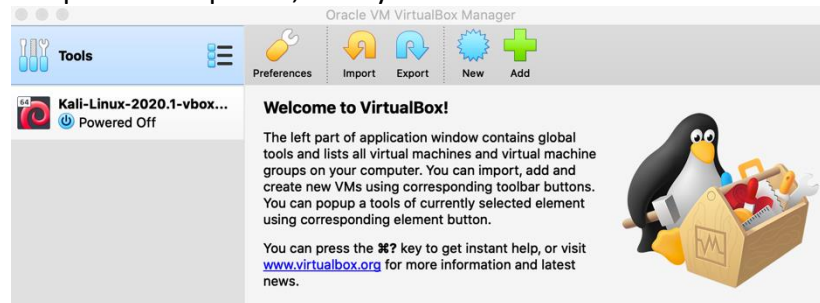 Oracle VM VirtualBox Manager
Tools
Preferences
Import
Export
New
Add
64
Kali-Linux-2020.1-vbox...
Powered Off
Welcome to VirtualBox!
The left part of application window contains global
tools and lists all virtual machines and virtual machine
groups on your computer. You can import, add and
create new VMs using corresponding toolbar buttons.
You can popup a tools of currently selected element
using corresponding element button.
You can press the ⌘? key to get instant help, or visit
www.virtualbox.org for more information and latest
news.